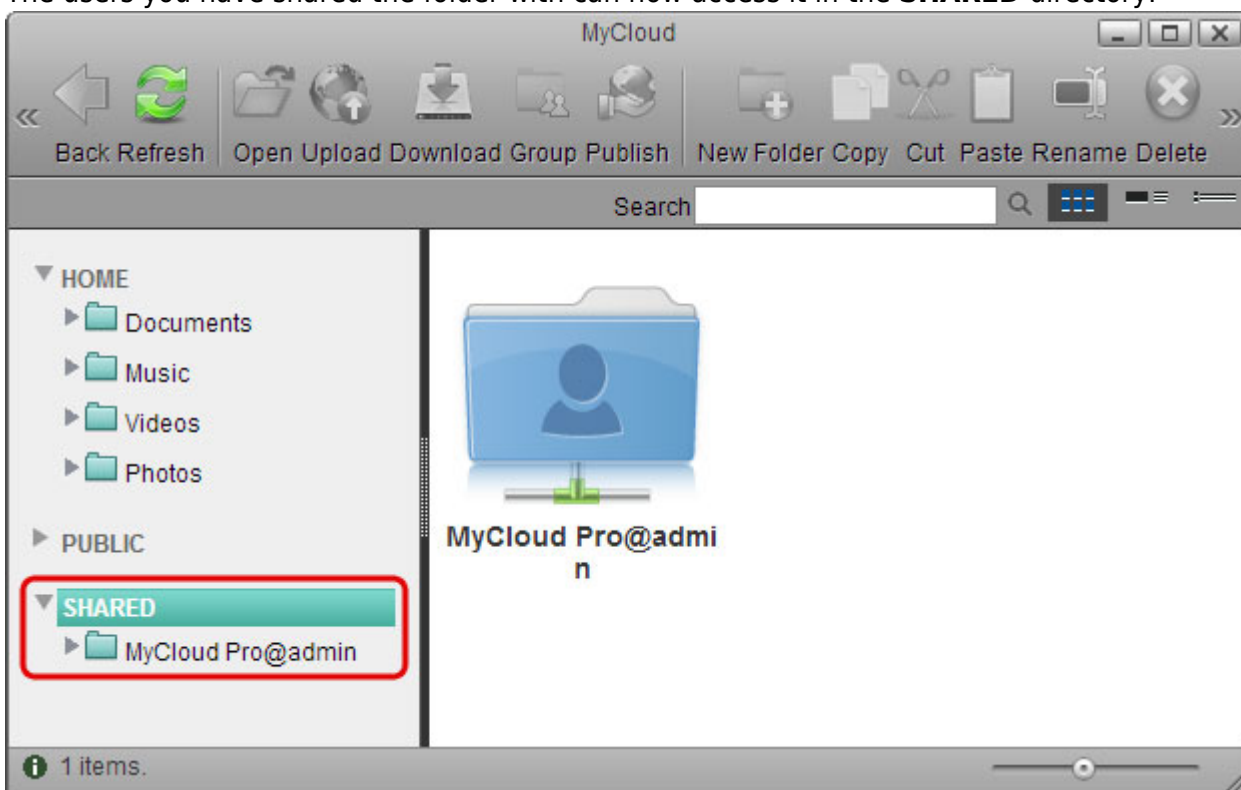 The users you have shared the folder with can now access it in the SHARED directory.
MyCloud
Back Refresh Open Upload Download Group Publish New Folder Copy Cut Paste Rename Delete
Search
HOME
Documents
Music
Videos
Photos
PUBLIC
SHARED
MyCloud Pro@admin
MyCloud Pro@admi
n
1 items.